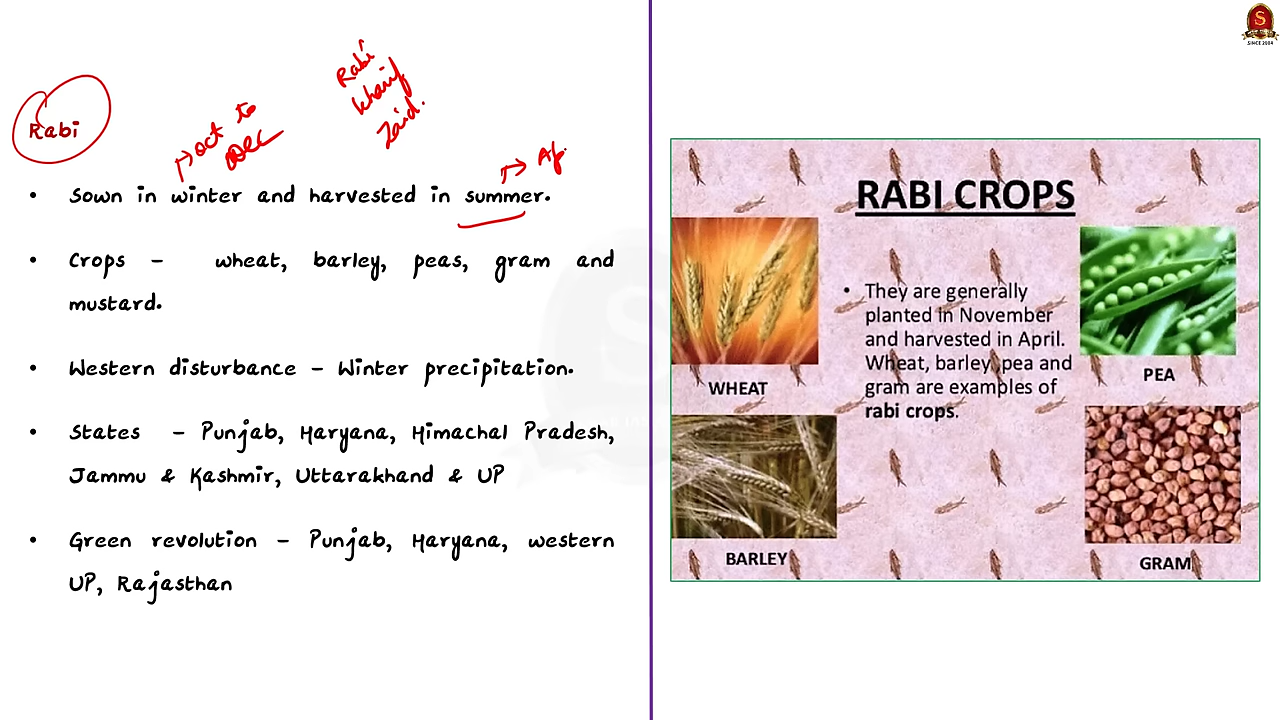 Rabi
oct to
Dec
Rabi
Kharif
Zaid.
• Sown in winter and harvested in summer.
• Crops – wheat, barley, peas, gram and
mustard.
• Western disturbance – Winter precipitation.
• States – Punjab, Haryana, Himachal Pradesh,
Jammu & Kashmir, Uttarakhand & UP
• Green revolution – Punjab, Haryana, western
UP, Rajasthan
S
SINCE 2004
RABI CROPS
• They are generally
planted in November
and harvested in April.
Wheat, barley, pea and
gram are examples of
rabi crops.
WHEAT
PEA
BARLEY
GRAM